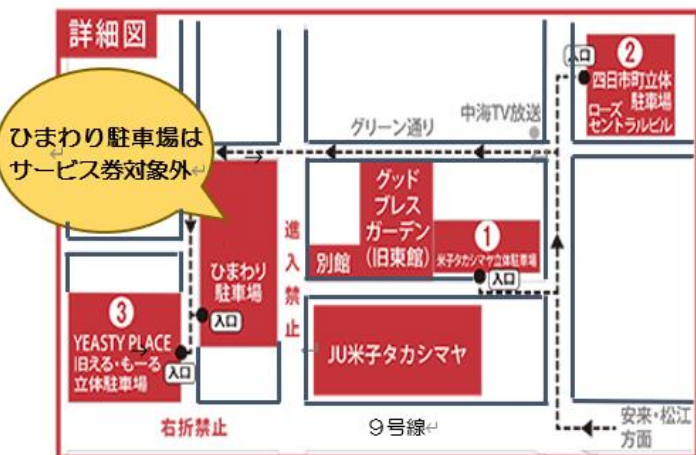 詳細図
ひまわり駐車場は
サービス券対象外
グリーン通り
中海TV放送
入口
②
四日市町立体
駐車場
ローズ
セントラルビル
グッド
ブレス
ガーデン
(旧東館)
別館
①
米子タカシマヤ立体駐車場
入口
進入禁止
ひまわり
駐車場
入口
③
YEASTY PLACE
旧える・もーる
立体駐車場
入口
JU米子タカシマヤ
右折禁止
9号線
安来・松江
方面